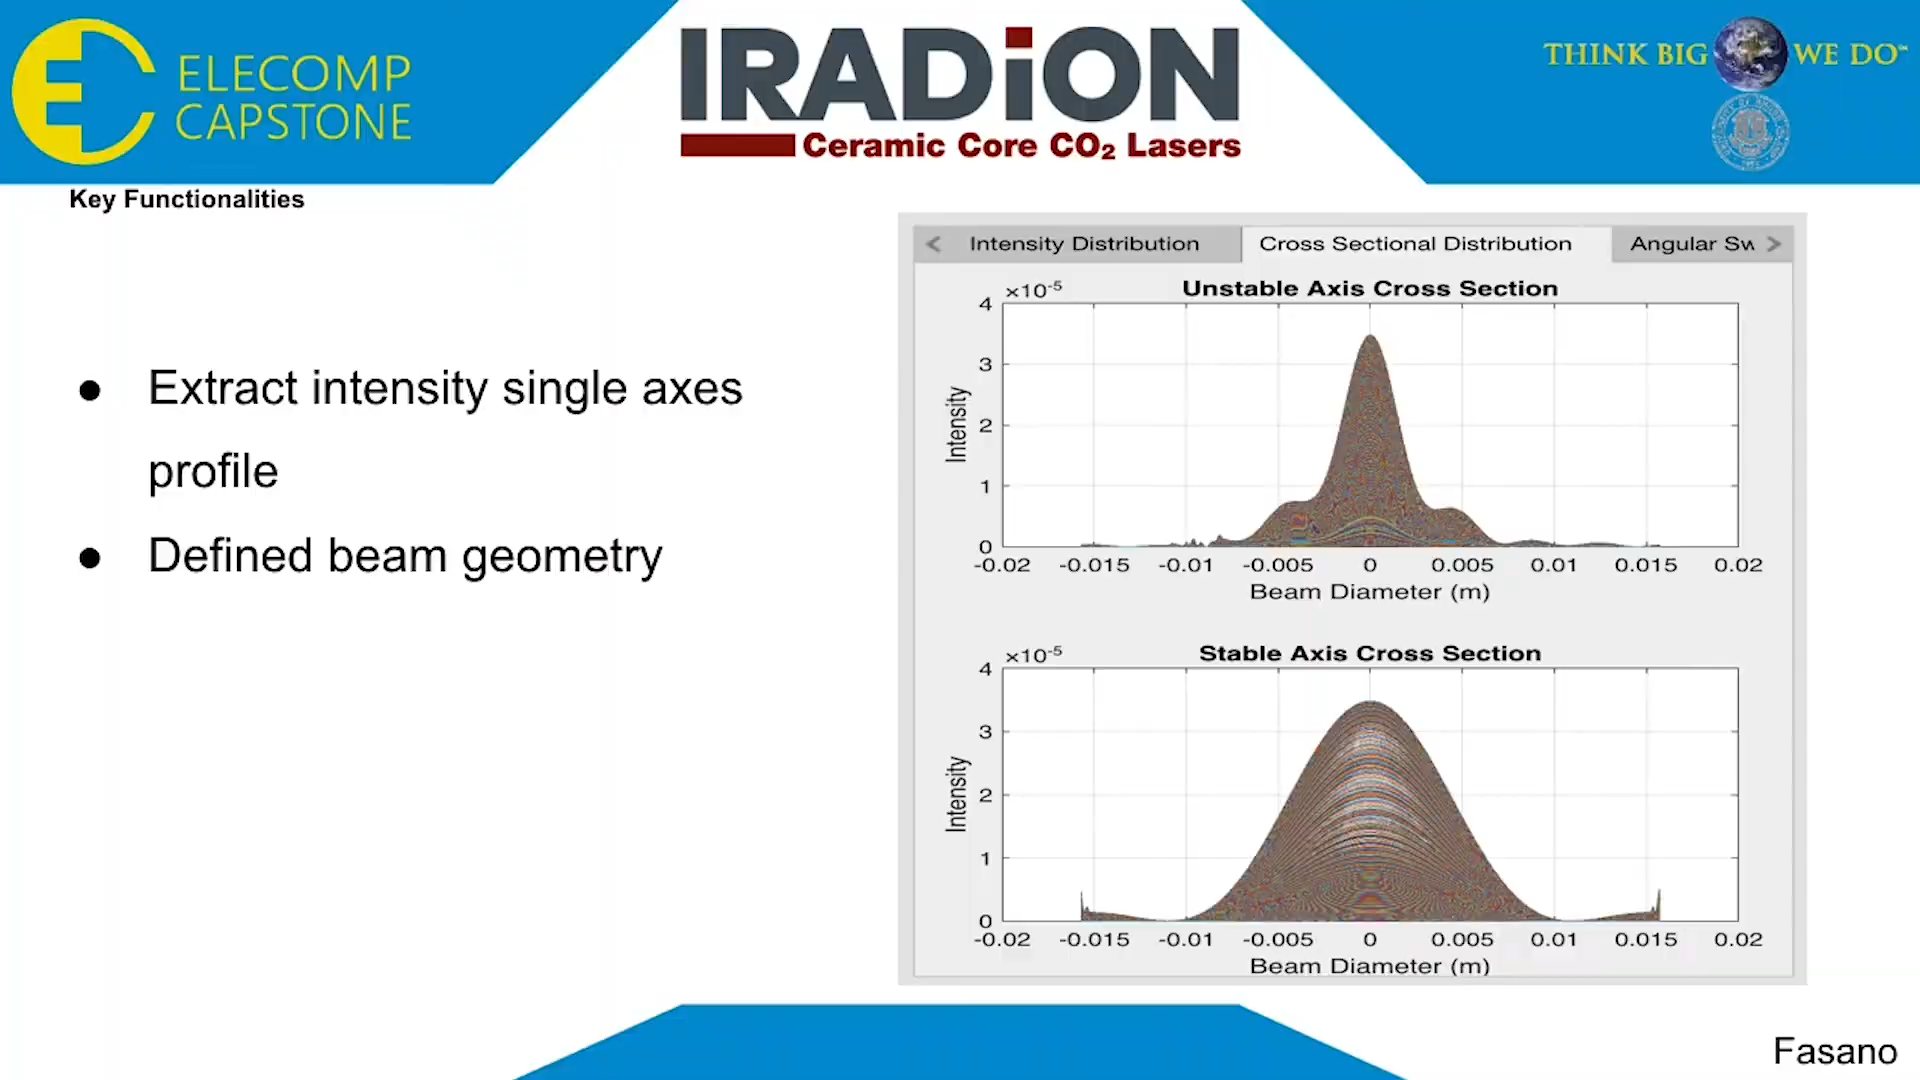 ELECOMP
CAPSTONE
IRADiON
Ceramic Core CO₂ Lasers
THINK BIG WE DO℠
Key Functionalities
● Extract intensity single axes
profile
● Defined beam geometry
< Intensity Distribution Cross Sectional Distribution Angular Sw >
×10⁻⁵ Unstable Axis Cross Section
4
3
2
1
0
Intensity
-0.02 -0.015 -0.01 -0.005 0 0.005 0.01 0.015 0.02
Beam Diameter (m)
×10⁻⁵ Stable Axis Cross Section
4
3
2
1
0
Intensity
-0.02 -0.015 -0.01 -0.005 0 0.005 0.01 0.015 0.02
Beam Diameter (m)
Fasano